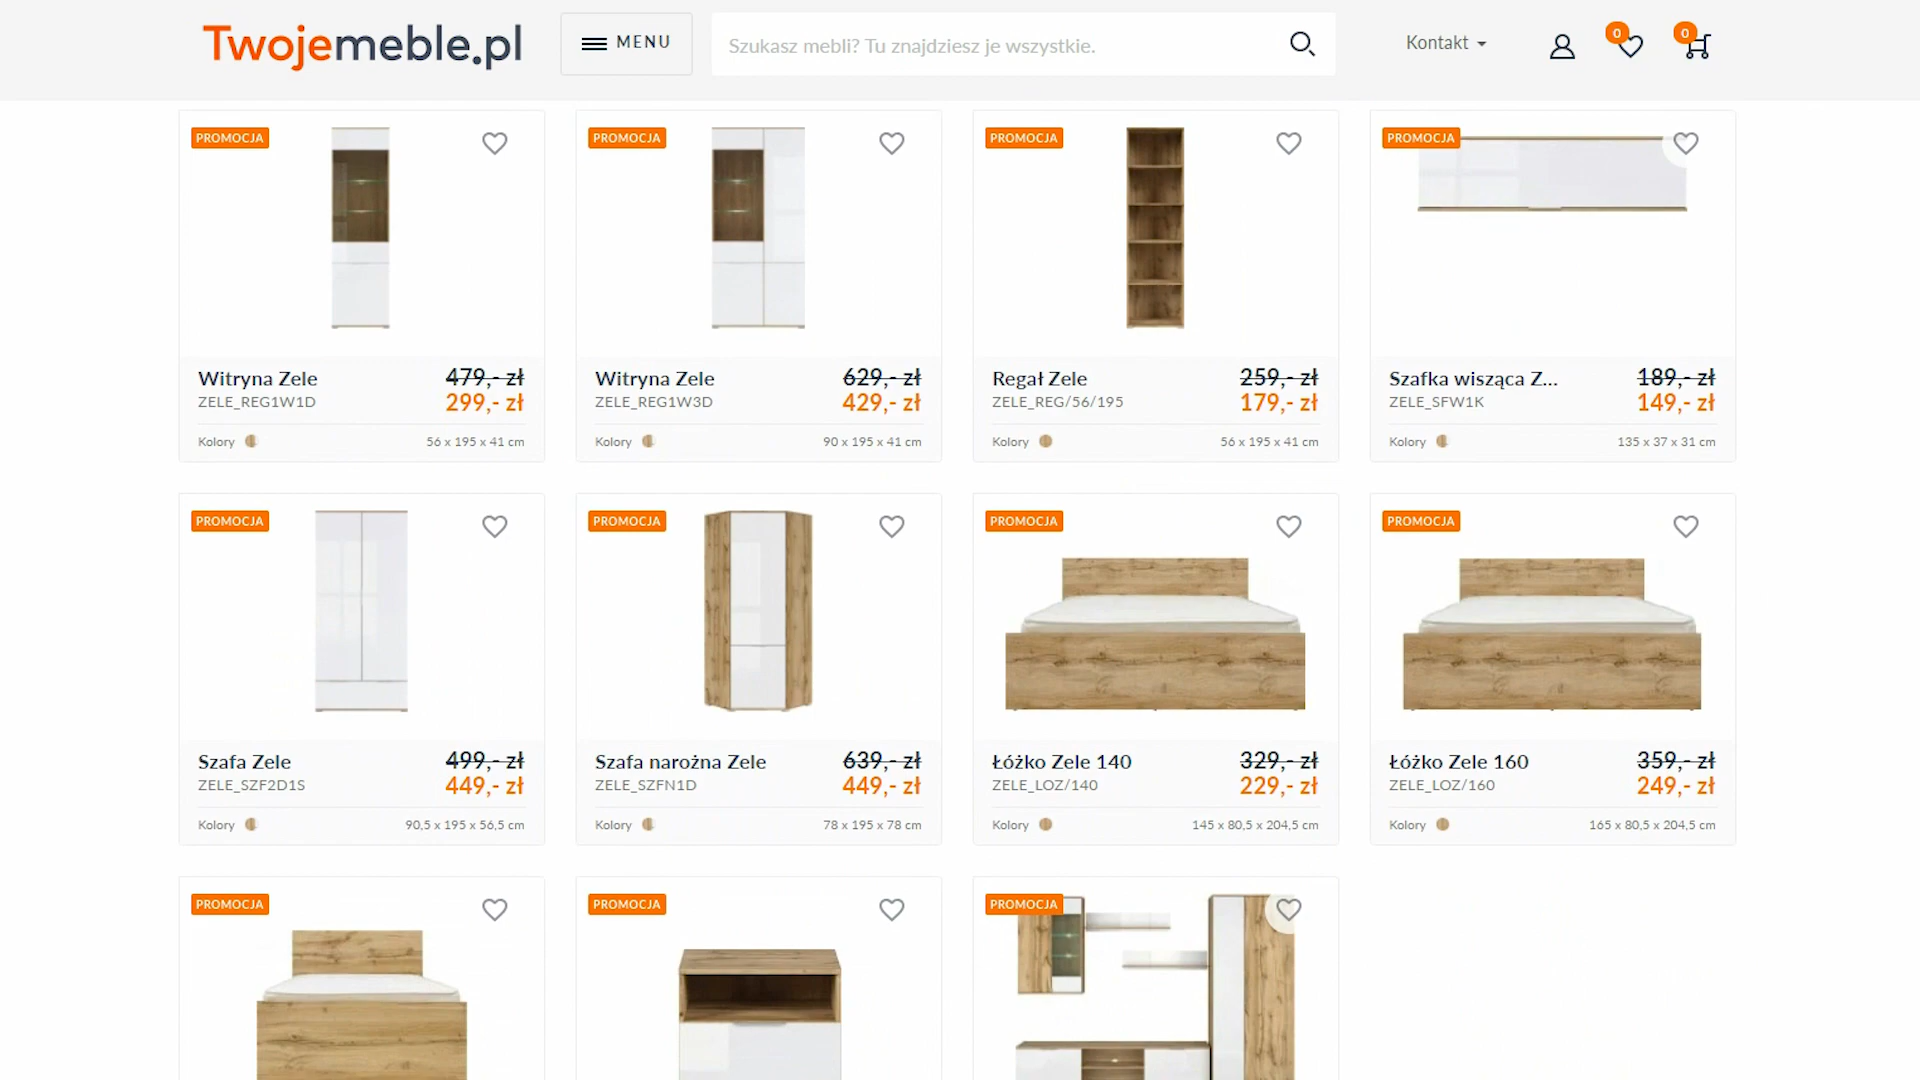 Twojemeble.pl
MENU
Szukasz mebli? Tu znajdziesz je wszystkie.
Kontakt
0
0
PROMOCJA
Witryna Zele
479,- zł
ZELE_REG1W1D
299,- zł
Kolory
56 x 195 x 41 cm
PROMOCJA
Witryna Zele
629,- zł
ZELE_REG1W3D
429,- zł
Kolory
90 x 195 x 41 cm
PROMOCJA
Regał Zele
259,- zł
ZELE_REG/56/195
179,- zł
Kolory
56 x 195 x 41 cm
PROMOCJA
Szafka wisząca Z...
189,- zł
ZELE_SFW1K
149,- zł
Kolory
135 x 37 x 31 cm
PROMOCJA
Szafa Zele
499,- zł
ZELE_SZF2D1S
449,- zł
Kolory
90,5 x 195 x 56,5 cm
PROMOCJA
Szafa narożna Zele
639,- zł
ZELE_SZFN1D
449,- zł
Kolory
78 x 195 x 78 cm
PROMOCJA
Łóżko Zele 140
329,- zł
ZELE_LOZ/140
229,- zł
Kolory
145 x 80,5 x 204,5 cm
PROMOCJA
Łóżko Zele 160
359,- zł
ZELE_LOZ/160
249,- zł
Kolory
165 x 80,5 x 204,5 cm
PROMOCJA
PROMOCJA
PROMOCJA